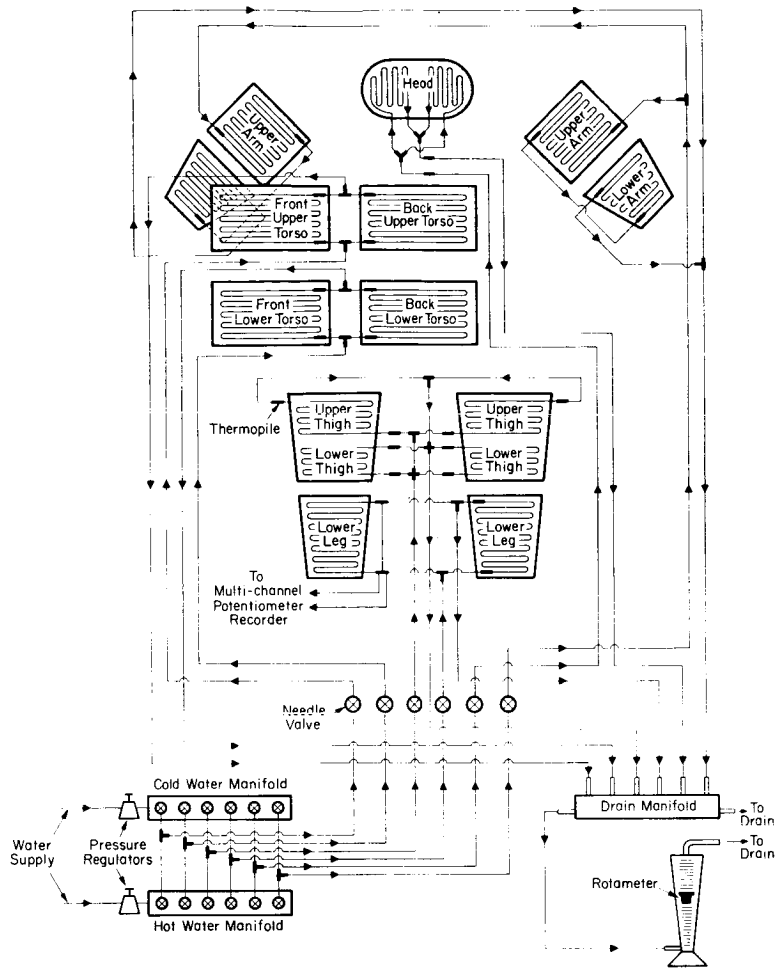 Head
Upper
Arm
Upper
Arm
Lower
Arm
Front
Upper
Torso
Back
Upper Torso
Front
Lower Torso
Back
Lower Torso
Thermopile
Upper
Thigh
Upper
Thigh
Lower
Thigh
Lower
Thigh
Lower
Leg
Lower
Leg
To
Multi-channel
Potentiometer
Recorder
Needle
Valve
Cold Water Manifold
Water
Supply
Pressure
Regulators
Hot Water Manifold
Drain Manifold
To
Drain
To
Drain
Rotameter